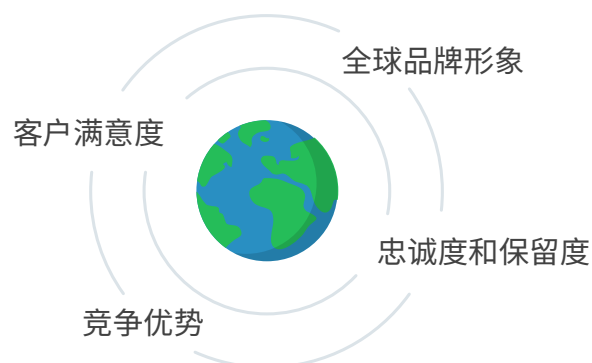 全球品牌形象
客户满意度
忠诚度和保留度
竞争优势